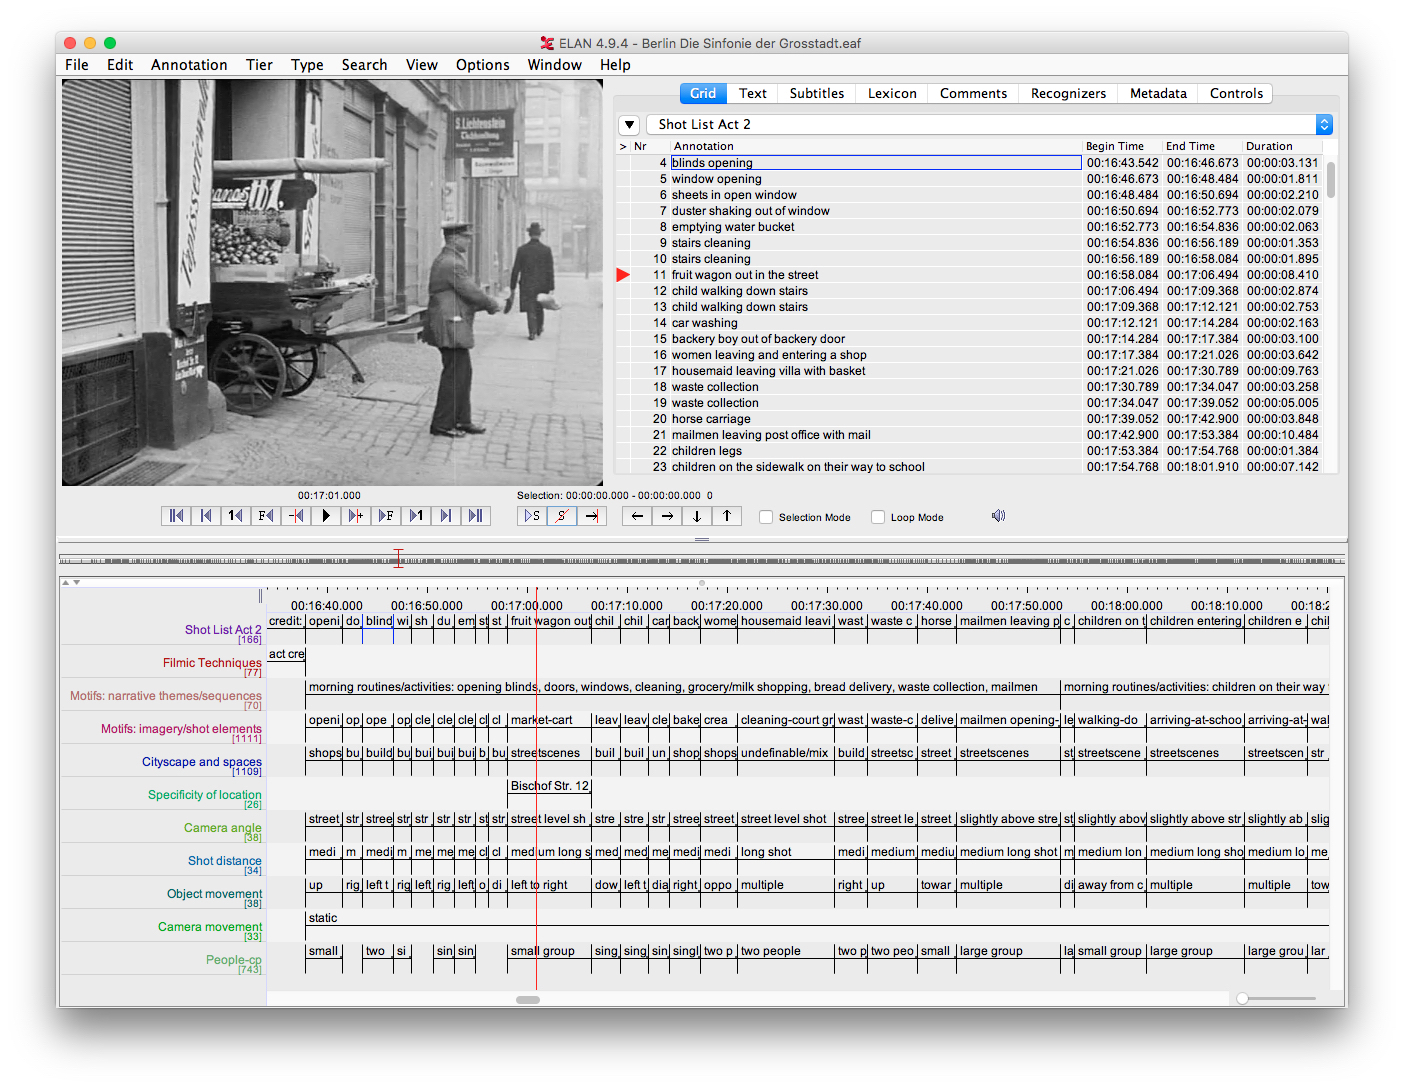 ELAN 4.9.4 - Berlin Die Sinfonie der Grosstadt.eaf
File Edit Annotation Tier Type Search View Options Window Help
S. Lichtenstein
Tapisserie
Grid Text Subtitles Lexicon Comments Recognizers Metadata Controls
Shot List Act 2
> Nr Annotation Begin Time End Time Duration
4 blinds opening 00:16:43.542 00:16:46.673 00:00:03.131
5 window opening 00:16:46.673 00:16:48.484 00:00:01.811
6 sheets in open window 00:16:48.484 00:16:50.694 00:00:02.210
7 duster shaking out of window 00:16:50.694 00:16:52.773 00:00:02.079
8 emptying water bucket 00:16:52.773 00:16:54.836 00:00:02.063
9 stairs cleaning 00:16:54.836 00:16:56.189 00:00:01.353
10 stairs cleaning 00:16:56.189 00:16:58.084 00:00:01.895
11 fruit wagon out in the street 00:16:58.084 00:17:06.494 00:00:08.410
12 child walking down stairs 00:17:06.494 00:17:09.368 00:00:02.874
13 child walking down stairs 00:17:09.368 00:17:12.121 00:00:02.753
14 car washing 00:17:12.121 00:17:14.284 00:00:02.163
15 backery boy out of backery door 00:17:14.284 00:17:17.384 00:00:03.100
16 women leaving and entering a shop 00:17:17.384 00:17:21.026 00:00:03.642
17 housemaid leaving villa with basket 00:17:21.026 00:17:30.789 00:00:09.763
18 waste collection 00:17:30.789 00:17:34.047 00:00:03.258
19 waste collection 00:17:34.047 00:17:39.052 00:00:05.005
20 horse carriage 00:17:39.052 00:17:42.900 00:00:03.848
21 mailmen leaving post office with mail 00:17:42.900 00:17:53.384 00:00:10.484
22 children legs 00:17:53.384 00:17:54.768 00:00:01.384
23 children on the sidewalk on their way to school 00:17:54.768 00:18:01.910 00:00:07.142
00:17:01.000 Selection: 00:00:00.000 - 00:00:00.000 0
Selection Mode Loop Mode
00:16:40.000 00:16:50.000 00:17:00.000 00:17:10.000 00:17:20.000 00:17:30.000 00:17:40.000 00:17:50.000 00:18:00.000 00:18:10.000 00:18:2
Shot List Act 2 [166] credit: openi do blind wi sh du em st st fruit wagon out chil chil car back wome housemaid leavi wast waste c horse mailmen leaving p c children on t children entering children e chil
Filmic Techniques [77] act cre
Motifs: narrative themes/sequences [70] morning routines/activities: opening blinds, doors, windows, cleaning, grocery/milk shopping, bread delivery, waste collection, mailmen morning routines/activities: children on their way
Motifs: imagery/shot elements [1111] openi op ope op cle cle cle cl cl market-cart leav leav cle bake crea cleaning-court gr wast waste-c delive mailmen opening- le walking-do arriving-at-schoo arriving-at- wal
Cityscape and spaces [1109] shops bu build bu bui bui bui b bu streetscenes buil buil un shop shops undefinable/mix build streetsc street streetscenes st streetscene streetscenes streetscen str
Specificity of location [26] Bischof Str. 12
Camera angle [38] street str stree str str str str st str street level sh stre stre str street street street level shot stree street le street slightly above stre st slightly abov slightly above str slightly ab slig
Shot distance [34] medi m medi m me me me cl cl medium long s med med me medi medi long shot medi medium mediu medium long shot m medium lon medium long sho medium lo me
Object movement [38] up rig left t rig left rig left o di left to right dow left t dia right oppo multiple right up towar multiple di away from c multiple multiple tow
Camera movement [33] static
People-cp [743] small two si sin sin small group sing sing sin singl two p two people two p two peo small large group la small group large group large grou lar